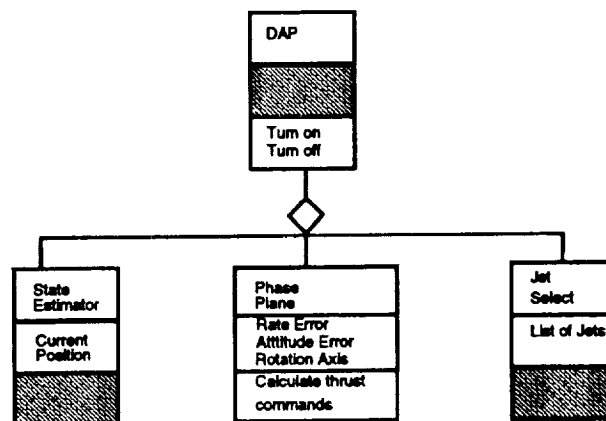 DAP
Turn on
Turn off
State
Estimator
Current
Position
Phase
Plane
Rate Error
Atttitude Error
Rotation Axis
Calculate thrust
commands
Jet
Select
List of Jets